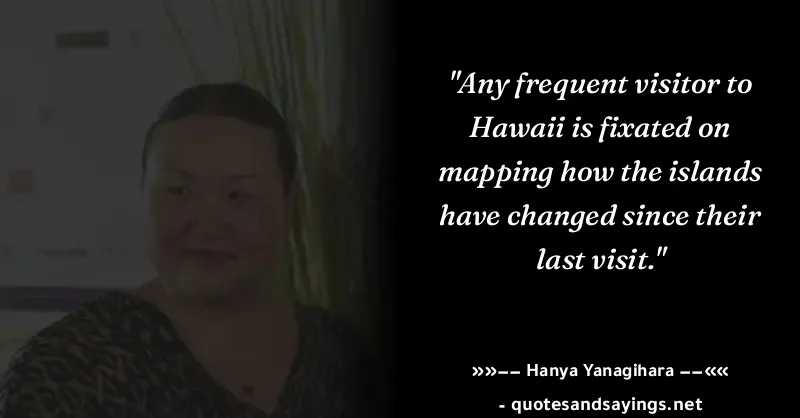 "Any frequent visitor to
Hawaii is fixated on
mapping how the islands
have changed since their
last visit."
»»–– Hanya Yanagihara ––««
- quotesandsayings.net